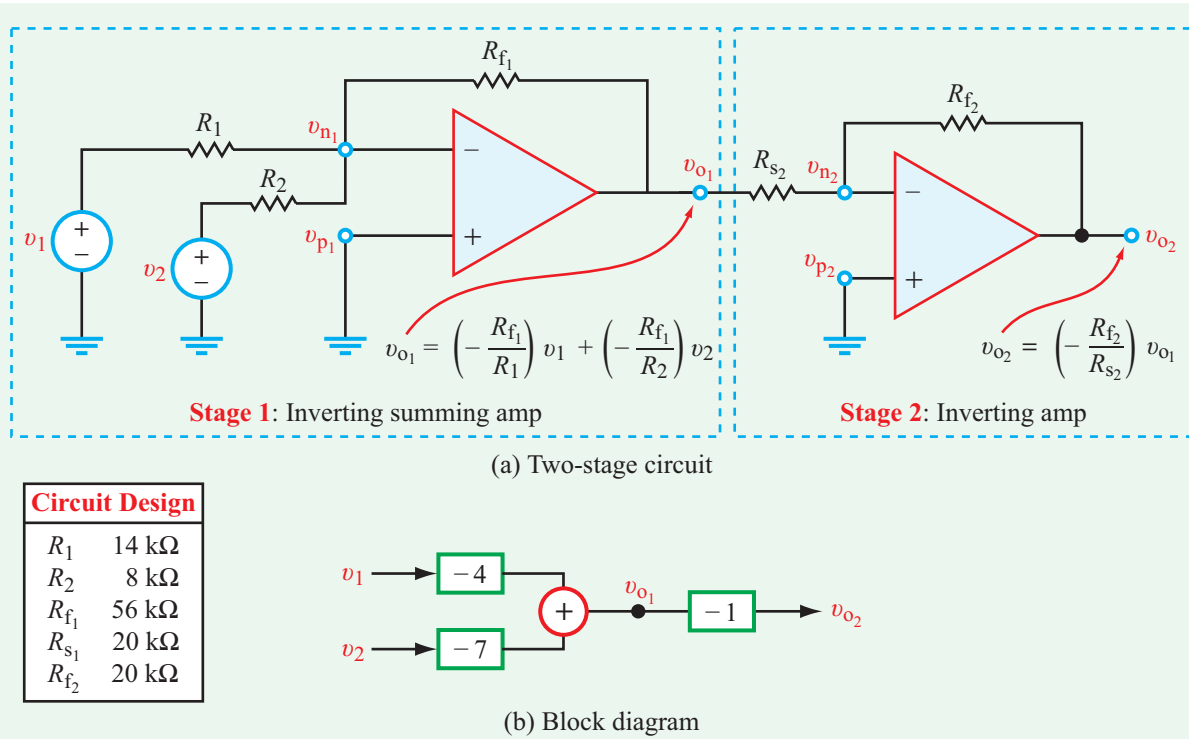 R_f1
R_f2
R_1
v_n1
R_2
v_o1
R_s2
v_n2
−
−
v_1
+
−
v_2
+
−
v_p1
+
v_o2
v_p2
+
v_o1 = (− R_f1/R_1) v_1 + (− R_f1/R_2) v_2
v_o2 = (− R_f2/R_s2) v_o1
Stage 1: Inverting summing amp
Stage 2: Inverting amp
(a) Two-stage circuit
Circuit Design
R_1 14 kΩ
R_2 8 kΩ
R_f1 56 kΩ
R_s1 20 kΩ
R_f2 20 kΩ
v_1 −4
v_o1
+ −1 v_o2
v_2 −7
(b) Block diagram